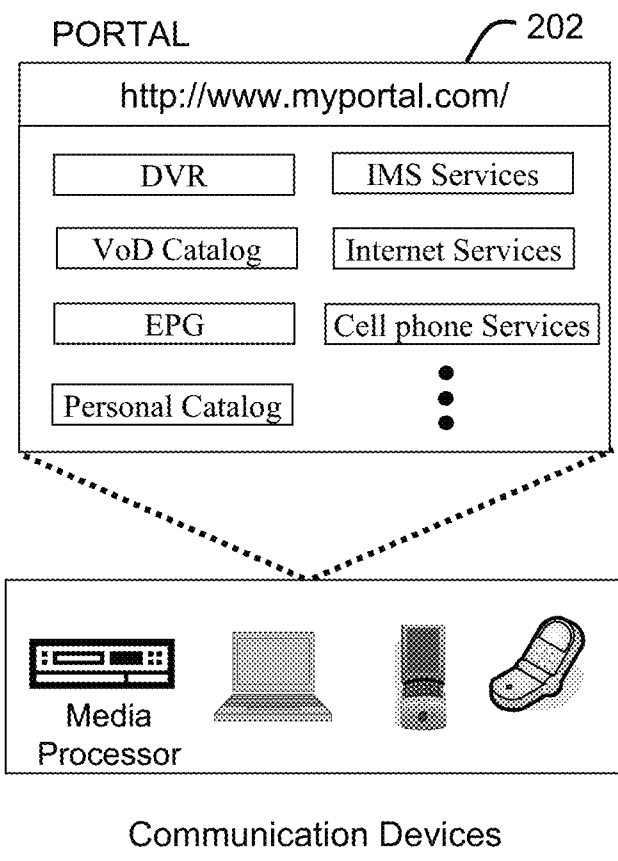 PORTAL
202
http://www.myportal.com/
DVR
IMS Services
VoD Catalog
Internet Services
EPG
Cell phone Services
Personal Catalog
Media
Processor
Communication Devices